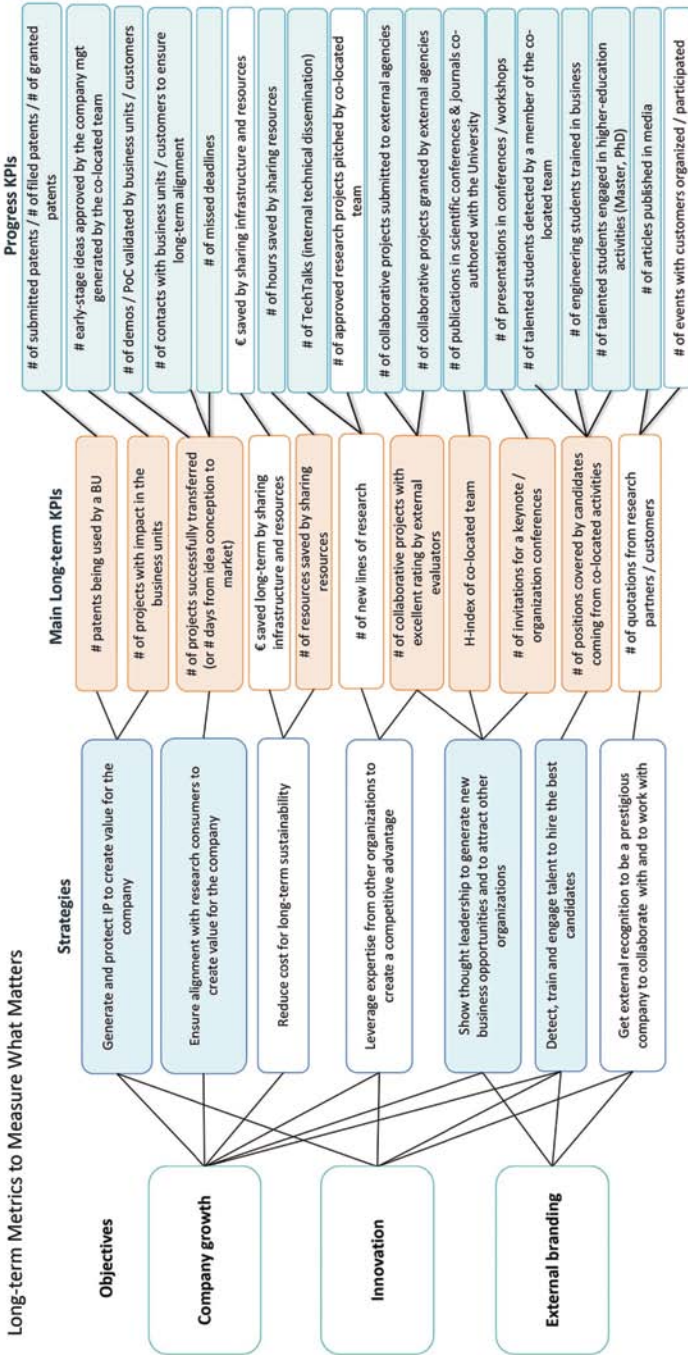 Long-term Metrics to Measure What Matters
Objectives
Company growth
Innovation
External branding
Strategies
Generate and protect IP to create value for the
company
Ensure alignment with research consumers to
create value for the company
Reduce cost for long-term sustainability
Leverage expertise from other organizations to
create a competitive advantage
Show thought leadership to generate new
business opportunities and to attract other
organizations
Detect, train and engage talent to hire the best
candidates
Get external recognition to be a prestigious
company to collaborate with and to work with
Main Long-term KPIs
# patents being used by a BU
# of projects with impact in the
business units
# of projects successfully transferred
(or # days from idea conception to
market)
€ saved long-term by sharing
infrastructure and resources
# of resources saved by sharing
resources
# of new lines of research
# of collaborative projects with
excellent rating by external
evaluators
H-index of co-located team
# of invitations for a keynote /
organization conferences
# of positions covered by candidates
coming from co-located activities
# of quotations from research
partners / customers
Progress KPIs
# of submitted patents / # of filed patents / # of granted
patents
# early-stage ideas approved by the company mgt
generated by the co-located team
# of demos / PoC validated by business units / customers
# of contacts with business units / customers to ensure
long-term alignment
# of missed deadlines
€ saved by sharing infrastructure and resources
# of hours saved by sharing resources
# of TechTalks (internal technical dissemination)
# of approved research projects pitched by co-located
team
# of collaborative projects submitted to external agencies
# of collaborative projects granted by external agencies
# of publications in scientific conferences & journals co-
authored with the University
# of presentations in conferences / workshops
# of talented students detected by a member of the co-
located team
# of engineering students trained in business
# of talented students engaged in higher-education
activities (Master, PhD)
# of articles published in media
# of events with customers organized / participated